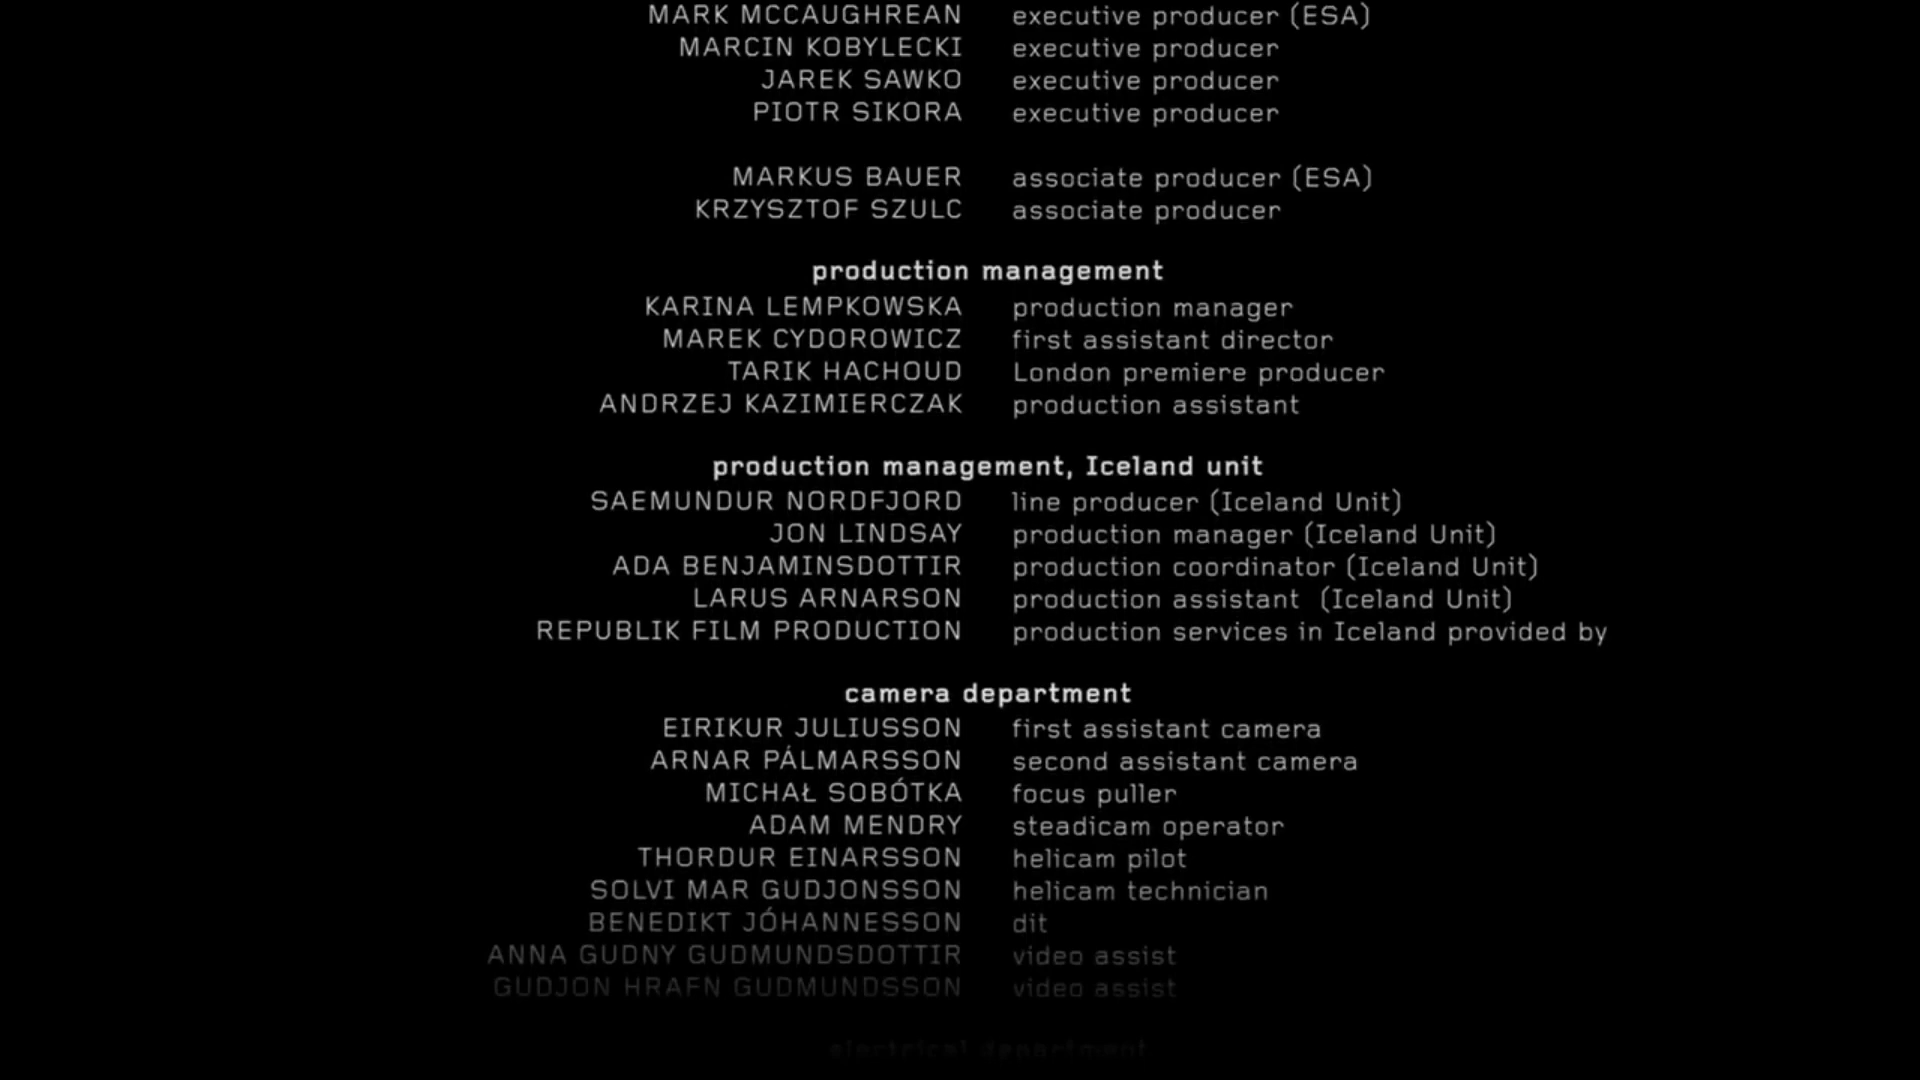 MARK MCCAUGHREAN executive producer (ESA)
MARCIN KOBYLECKI executive producer
JAREK SAWKO executive producer
PIOTR SIKORA executive producer
MARKUS BAUER associate producer (ESA)
KRZYSZTOF SZULC associate producer
production management
KARINA LEMPKOWSKA production manager
MAREK CYDOROWICZ first assistant director
TARIK HACHOUD London premiere producer
ANDRZEJ KAZIMIERCZAK production assistant
production management, Iceland unit
SAEMUNDUR NORDFJORD line producer (Iceland Unit)
JON LINDSAY production manager (Iceland Unit)
ADA BENJAMINSDOTTIR production coordinator (Iceland Unit)
LARUS ARNARSON production assistant (Iceland Unit)
REPUBLIK FILM PRODUCTION production services in Iceland provided by
camera department
EIRIKUR JULIUSSON first assistant camera
ARNAR PÁLMARSSON second assistant camera
MICHAŁ SOBÓTKA focus puller
ADAM MENDRY steadicam operator
THORDUR EINARSSON helicam pilot
SOLVI MAR GUDJONSSON helicam technician
BENEDIKT JÓHANNESSON dit
ANNA GUDNY GUDMUNDSDOTTIR video assist
GUDJON HRAFN GUDMUNDSSON video assist
electrical department